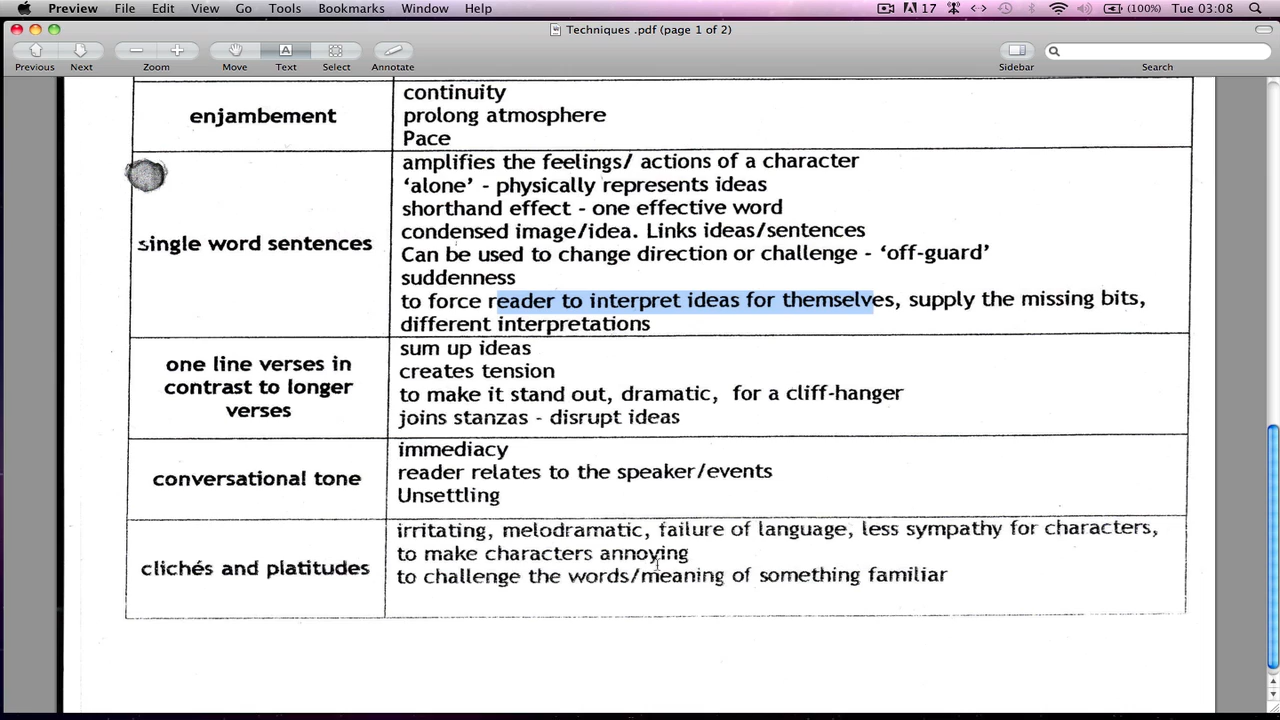 Preview File Edit View Go Tools Bookmarks Window Help 17 (100%) Tue 03:08
Techniques .pdf (page 1 of 2)
Previous Next Zoom Move Text Select Annotate Sidebar Search
enjambement
continuity
prolong atmosphere
Pace
single word sentences
amplifies the feelings/ actions of a character
‘alone’ - physically represents ideas
shorthand effect - one effective word
condensed image/idea. Links ideas/sentences
Can be used to change direction or challenge - ‘off-guard’
suddenness
to force reader to interpret ideas for themselves, supply the missing bits,
different interpretations
one line verses in
contrast to longer
verses
sum up ideas
creates tension
to make it stand out, dramatic, for a cliff-hanger
joins stanzas - disrupt ideas
conversational tone
immediacy
reader relates to the speaker/events
Unsettling
clichés and platitudes
irritating, melodramatic, failure of language, less sympathy for characters,
to make characters annoying
to challenge the words/meaning of something familiar